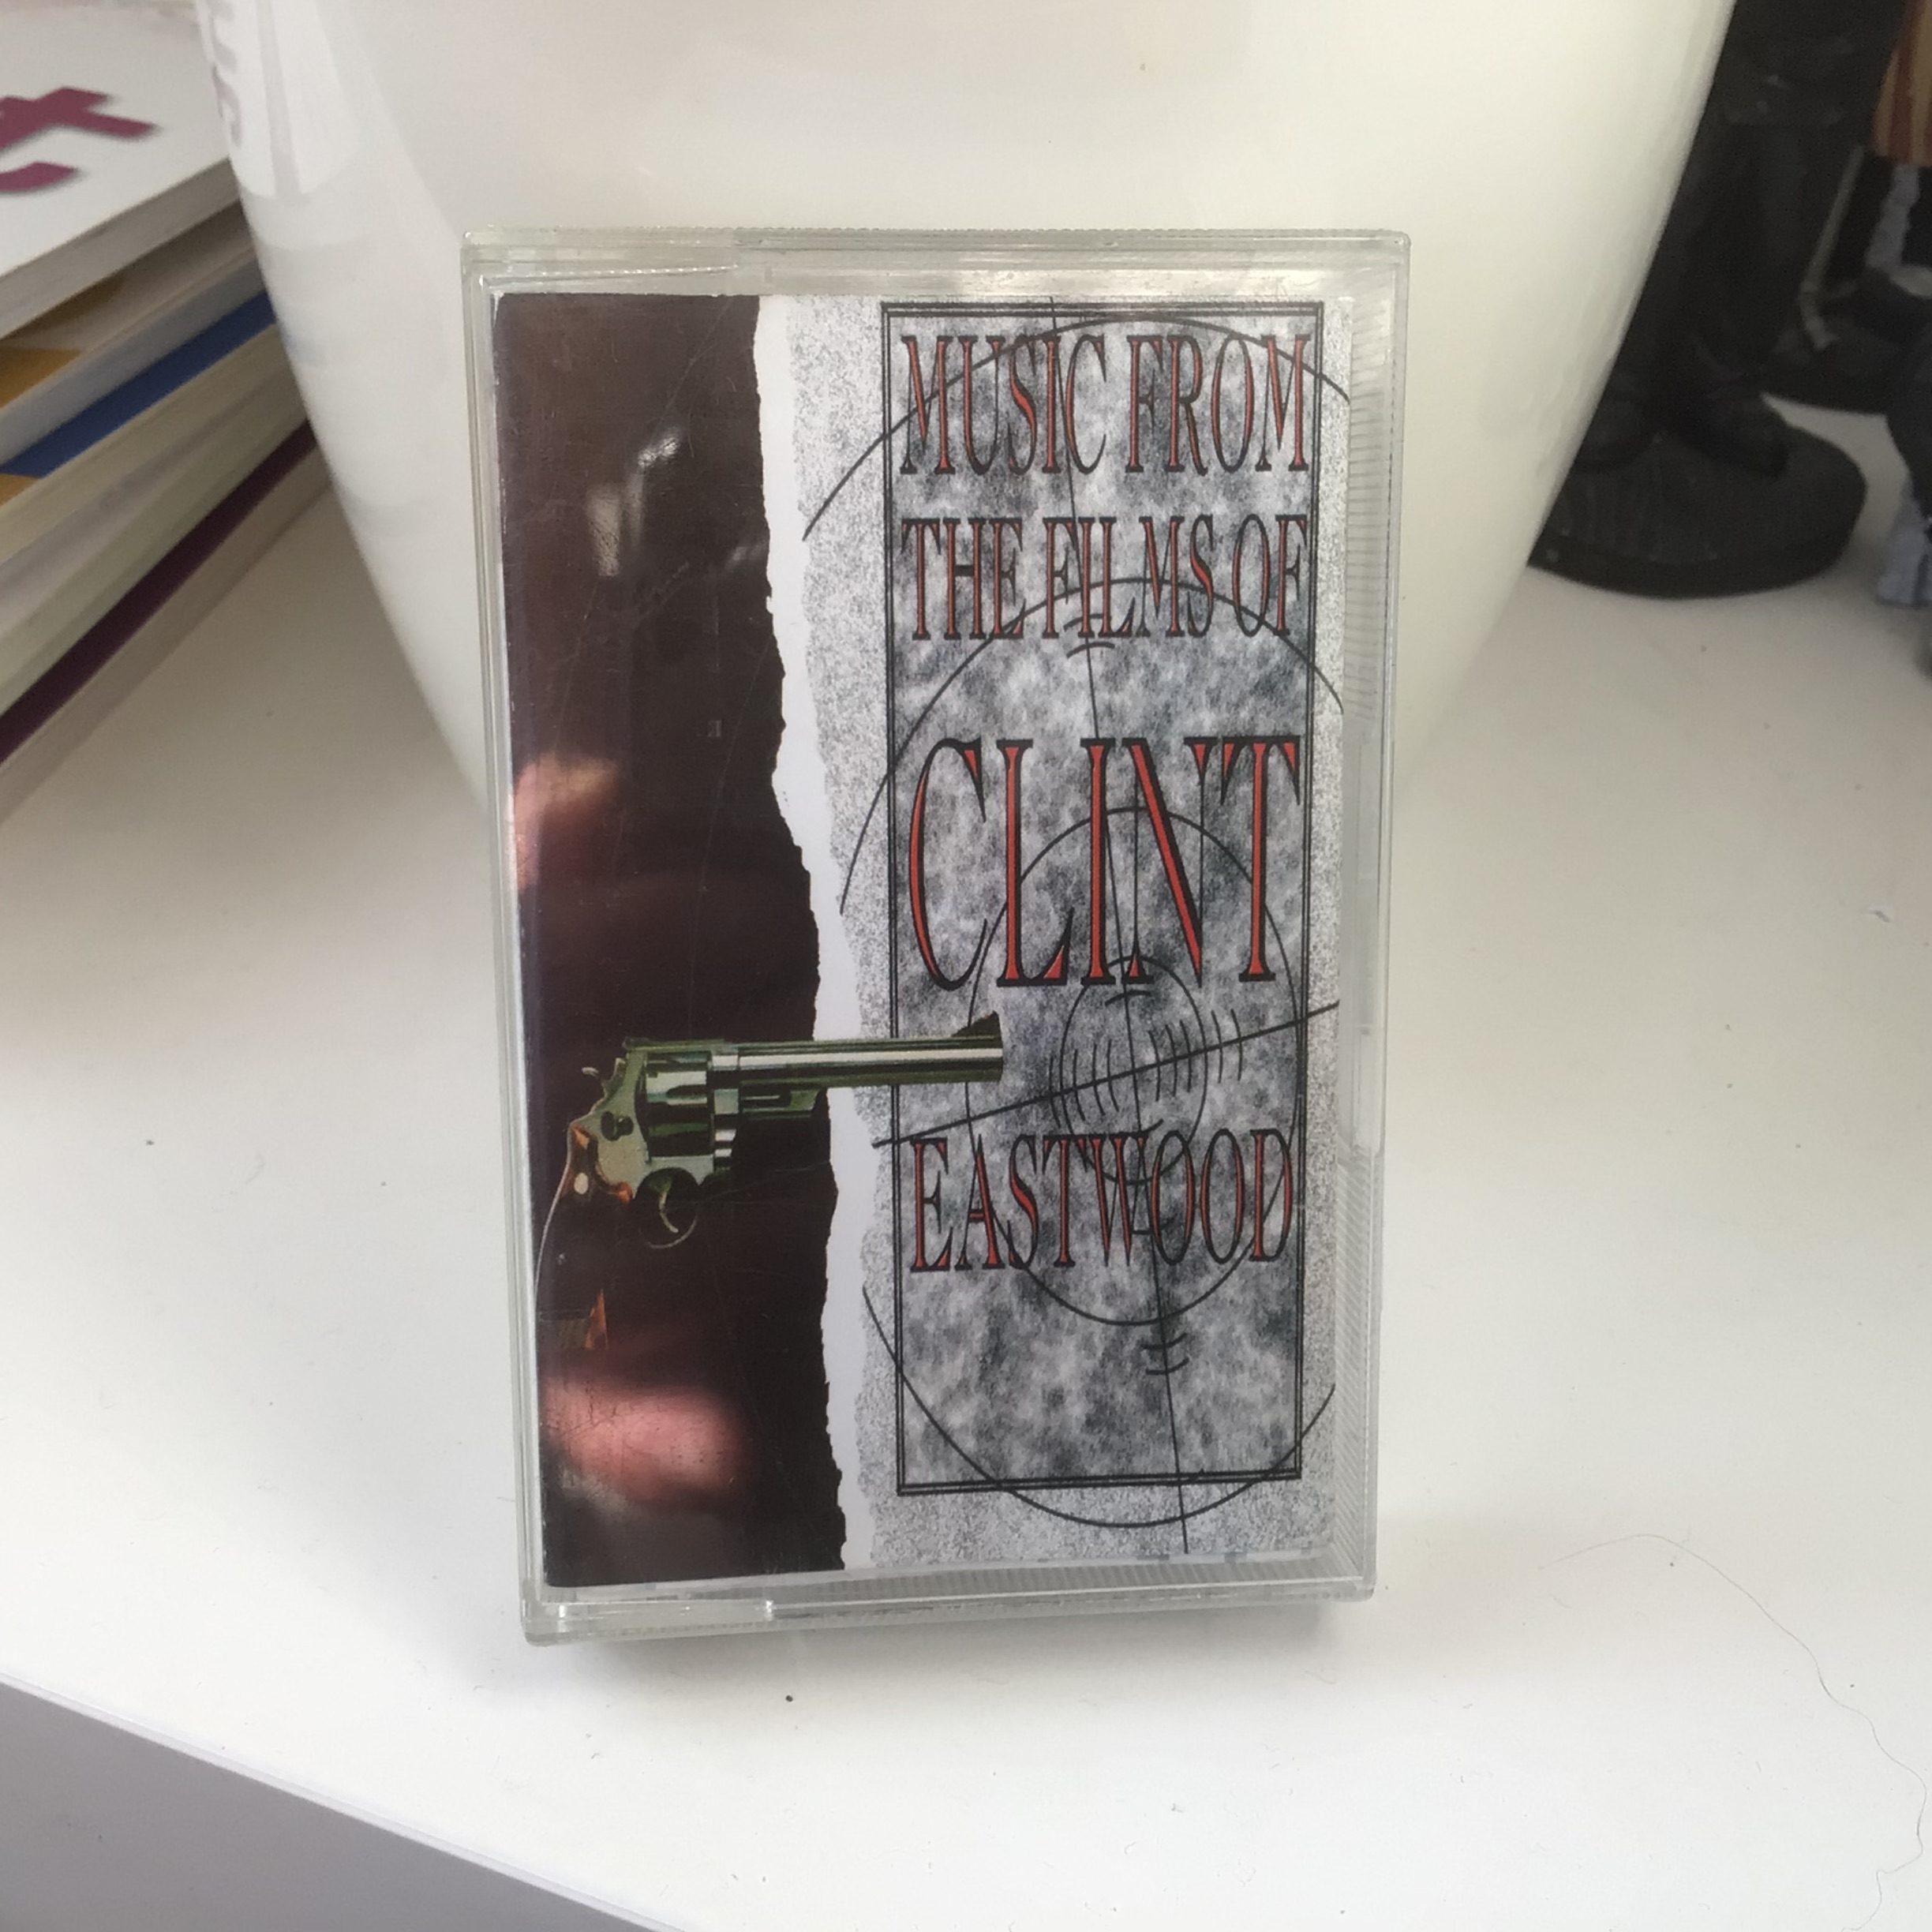 MUSIC FROM
THE FILMS OF
CLINT
EASTWOOD